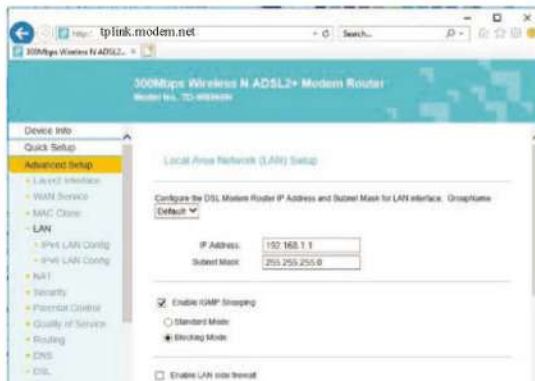 http: tplink.modem.net
Search...
300Mbps Wireless N ADSL2...
300Mbps Wireless N ADSL2+ Modem Router
Model No.
Device Info
Quick Setup
Advanced Setup
Layer2 Interface
WAN Service
MAC Clone
LAN
IPv4 LAN Config
IPv6 LAN Config
NAT
Security
Parental Control
Quality of Service
Routing
DNS
DSL
Local Area Network (LAN) Setup
Configure the DSL Modem Router IP Address and Subnet Mask for LAN interface. GroupName
Default
IP Address: 192.168.1.1
Subnet Mask: 255.255.255.0
Enable IGMP Snooping
Standard Mode
Blocking Mode
Enable LAN side firewall